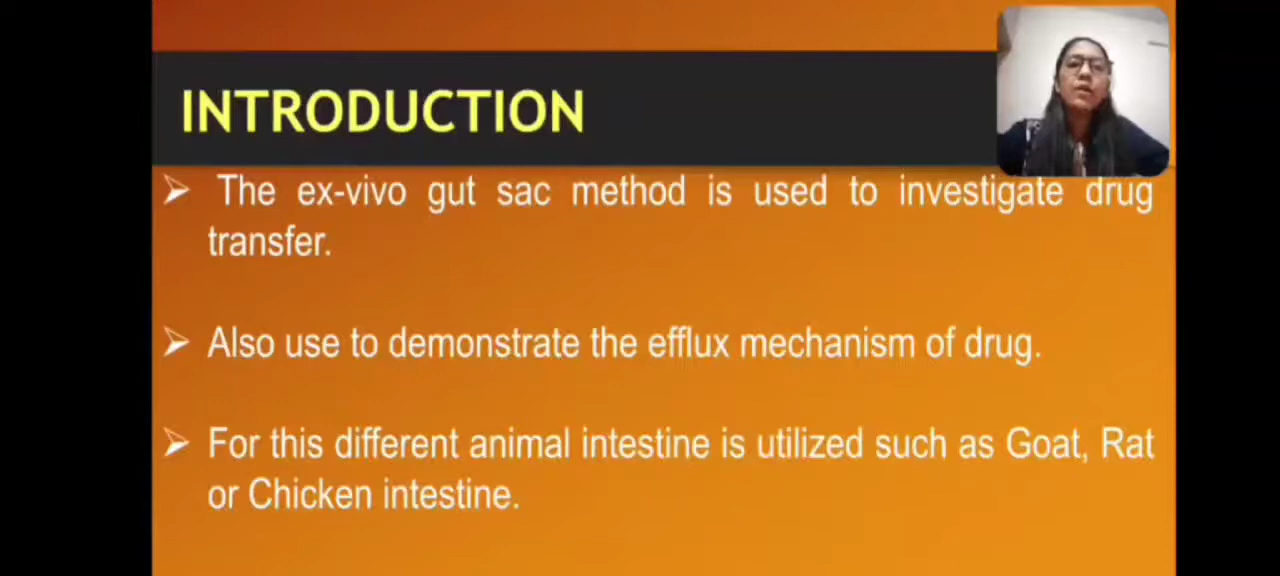 INTRODUCTION
➢ The ex-vivo gut sac method is used to investigate drug
transfer.
➢ Also use to demonstrate the efflux mechanism of drug.
➢ For this different animal intestine is utilized such as Goat, Rat
or Chicken intestine.